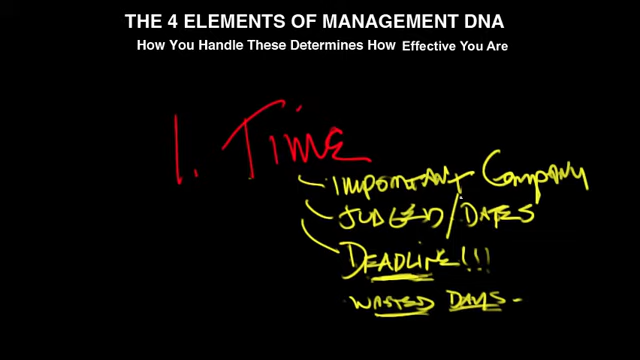 THE 4 ELEMENTS OF MANAGEMENT DNA
How You Handle These Determines How Effective You Are
1. Time
IMPORTANT Company
JUDGED/DATES
DEADLINE!!!
WASTED DAYS-